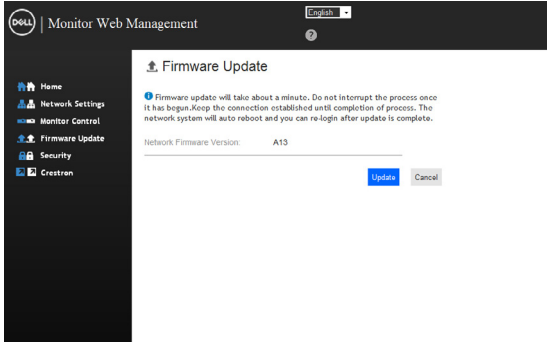 DELL | Monitor Web Management
English
?
Home
Network Settings
Monitor Control
Firmware Update
Security
Crestron
Firmware Update
Firmware update will take about a minute. Do not interrupt the process once
it has begun.Keep the connection established until completion of process. The
network system will auto reboot and you can re-login after update is complete.
Network Firmware Version: A13
Update Cancel